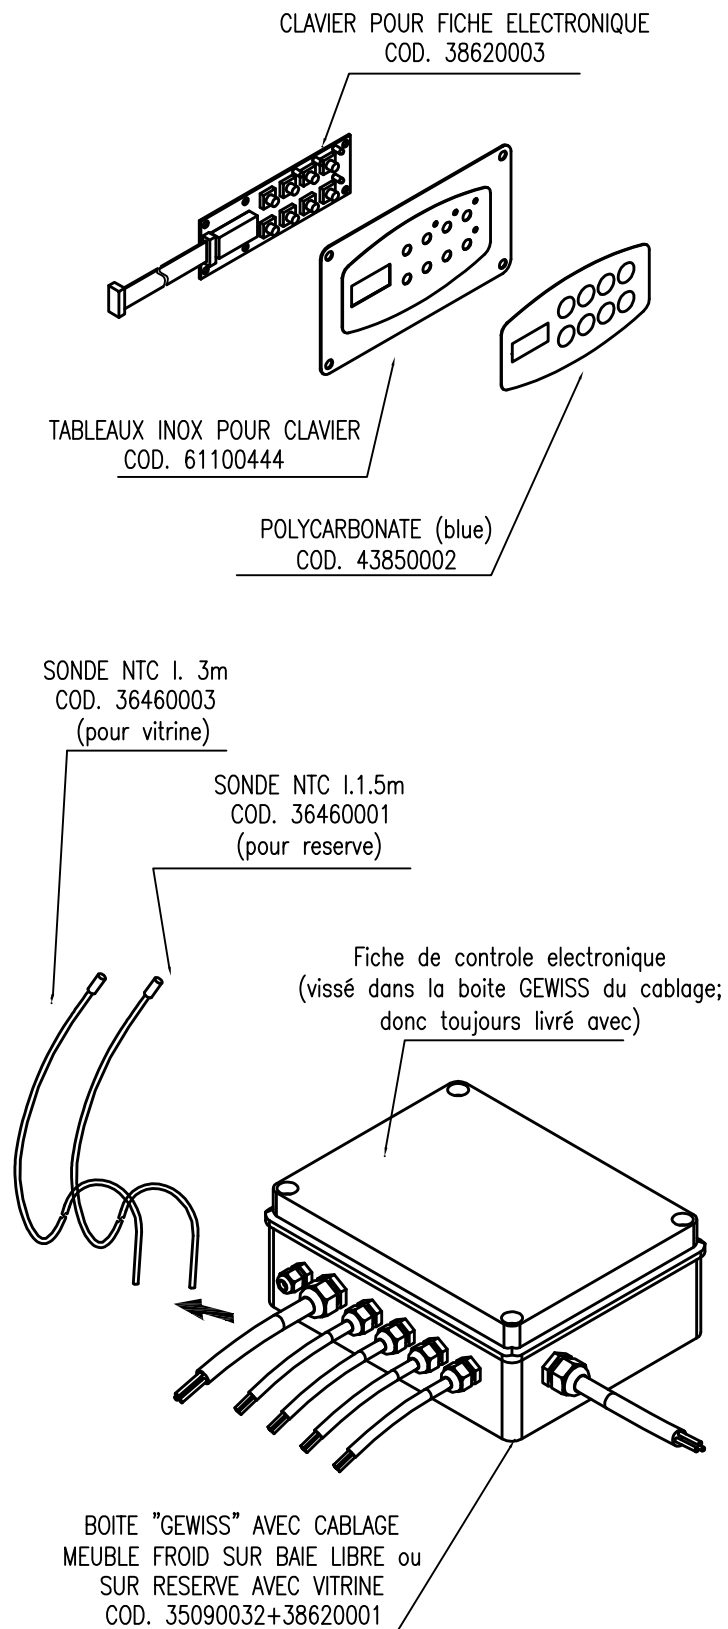 CLAVIER POUR FICHE ELECTRONIQUE
COD. 38620003
TABLEAUX INOX POUR CLAVIER
COD. 61100444
POLYCARBONATE (blue)
COD. 43850002
SONDE NTC l. 3m
COD. 36460003
(pour vitrine)
SONDE NTC l.1.5m
COD. 36460001
(pour reserve)
Fiche de controle electronique
(vissé dans la boite GEWISS du cablage;
donc toujours livré avec)
BOITE "GEWISS" AVEC CABLAGE
MEUBLE FROID SUR BAIE LIBRE ou
SUR RESERVE AVEC VITRINE
COD. 35090032+38620001